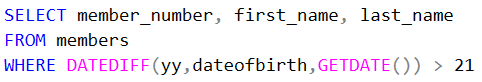 SELECT member_number, first_name, last_name
FROM members
WHERE DATEDIFF(yy,dateofbirth,GETDATE()) > 21